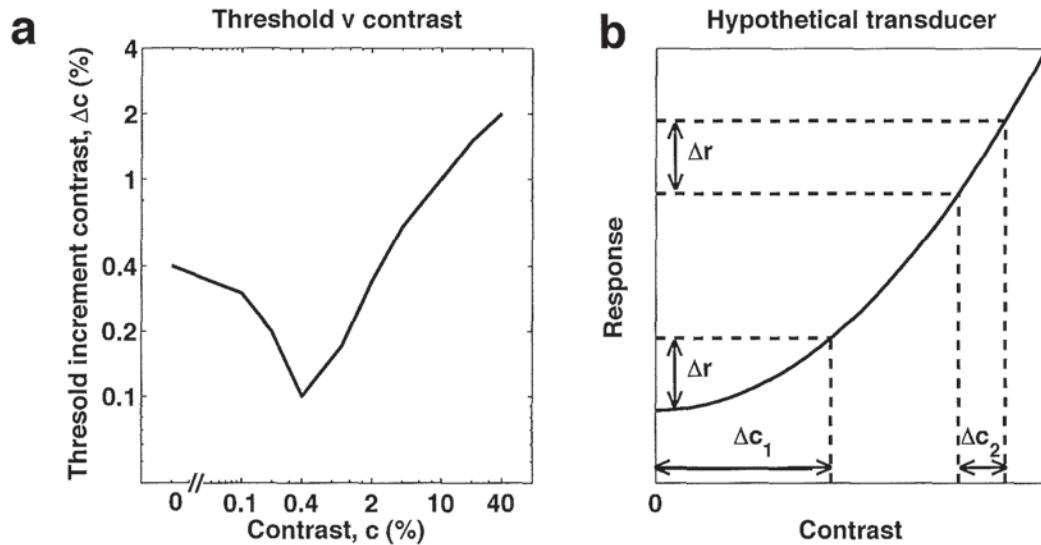 a
Threshold v contrast
Thresold increment contrast, Δc (%)
4
2
1
0.4
0.2
0.1
0
0.1
0.4
2
10
40
Contrast, c (%)
b
Hypothetical transducer
Response
Δr
Δr
Δc1
Δc2
0
Contrast